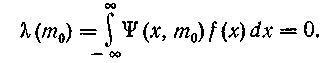 λ(m₀) = ∫_{-∞}^{∞} Ψ(x, m₀) f(x) dx = 0.